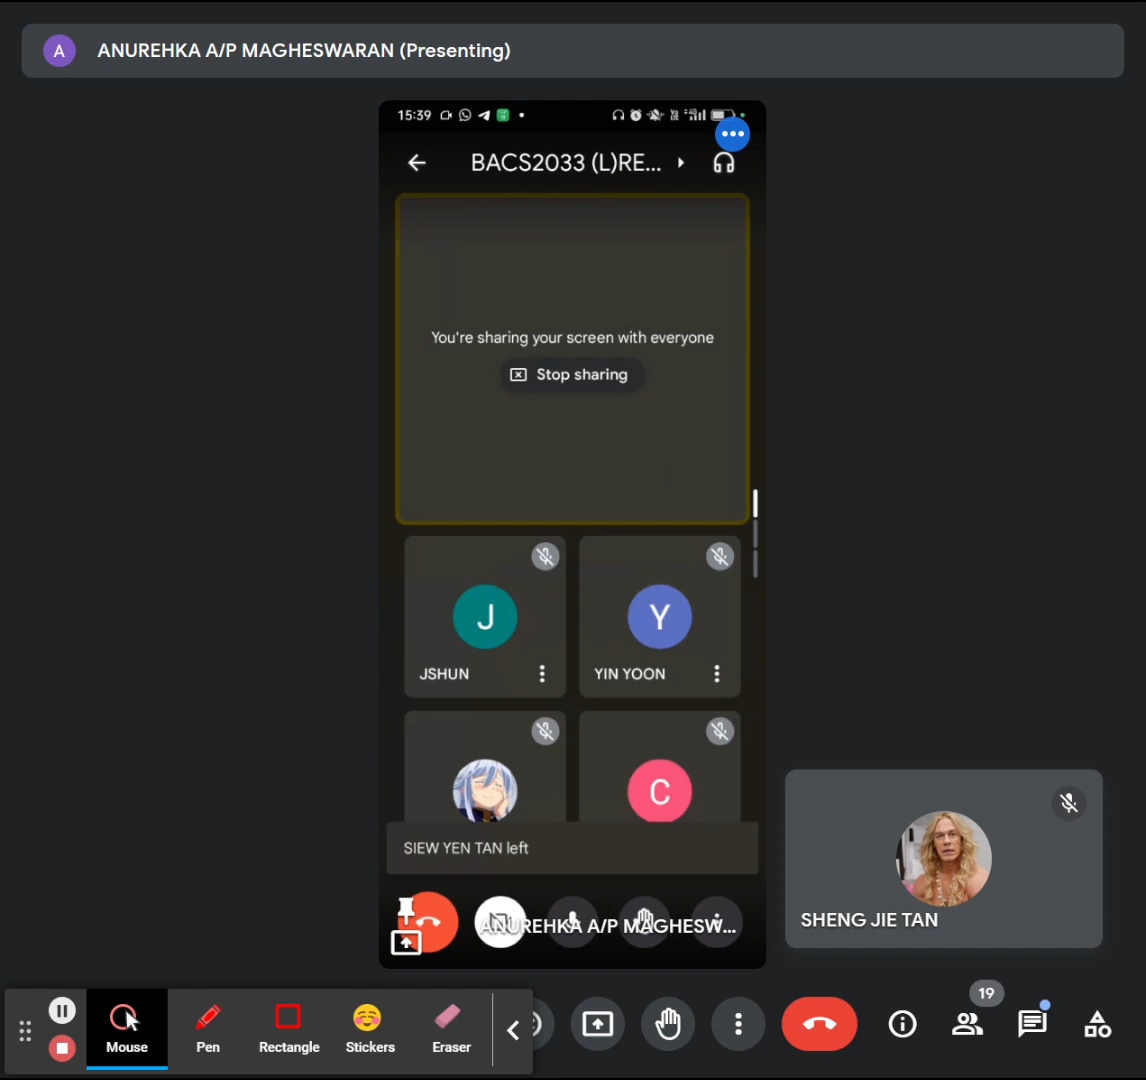 A ANUREHKA A/P MAGHESWARAN (Presenting)
15:39
BACS2033 (L)RE...
You're sharing your screen with everyone
Stop sharing
J Y
JSHUN YIN YOON
C
SIEW YEN TAN left
ANUREHKA A/P MAGHESW...
SHENG JIE TAN
19
Mouse Pen Rectangle Stickers Eraser